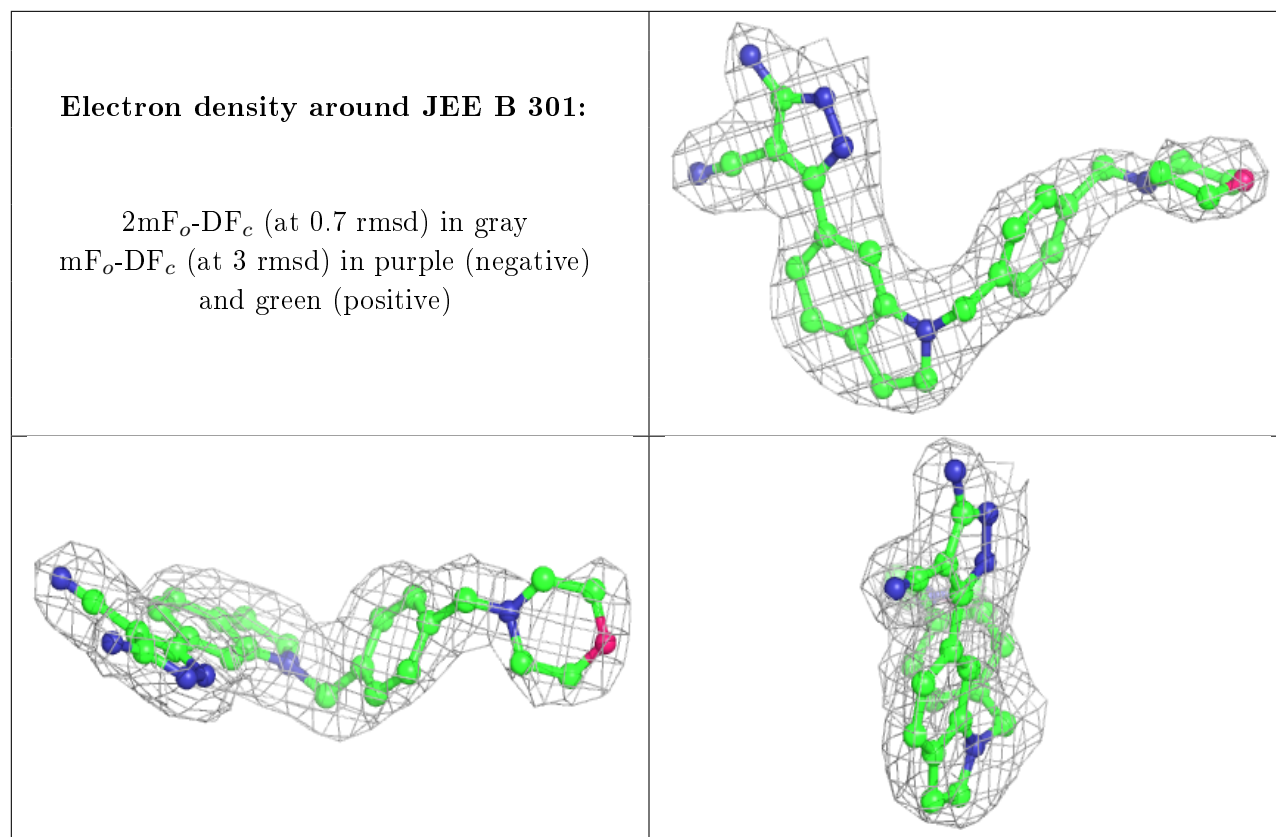 Electron density around JEE B 301:
2mFₒ-DF𝒸 (at 0.7 rmsd) in gray
mFₒ-DF𝒸 (at 3 rmsd) in purple (negative)
and green (positive)